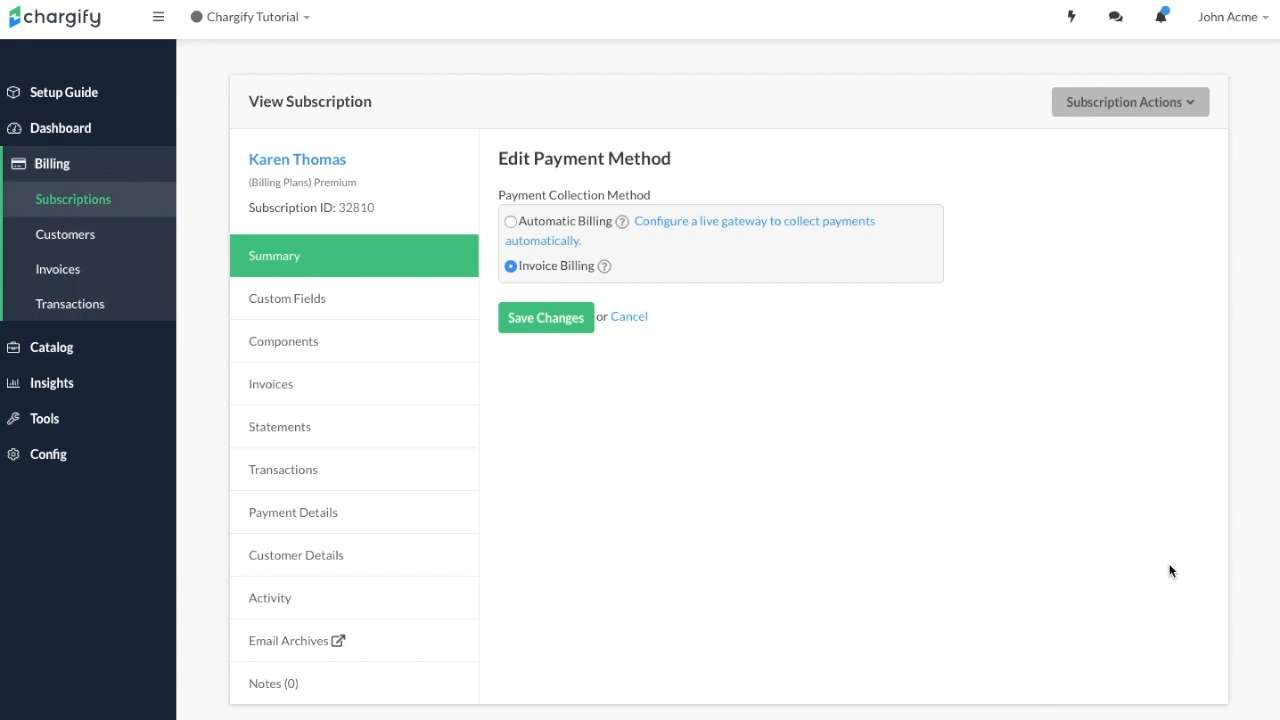 chargify
Chargify Tutorial
John Acme
Setup Guide
Dashboard
Billing
Subscriptions
Customers
Invoices
Transactions
Catalog
Insights
Tools
Config
View Subscription
Subscription Actions
Karen Thomas
(Billing Plans) Premium
Subscription ID: 32810
Summary
Custom Fields
Components
Invoices
Statements
Transactions
Payment Details
Customer Details
Activity
Email Archives
Notes (0)
Edit Payment Method
Payment Collection Method
Automatic Billing ? Configure a live gateway to collect payments
automatically.
Invoice Billing ?
Save Changes or Cancel